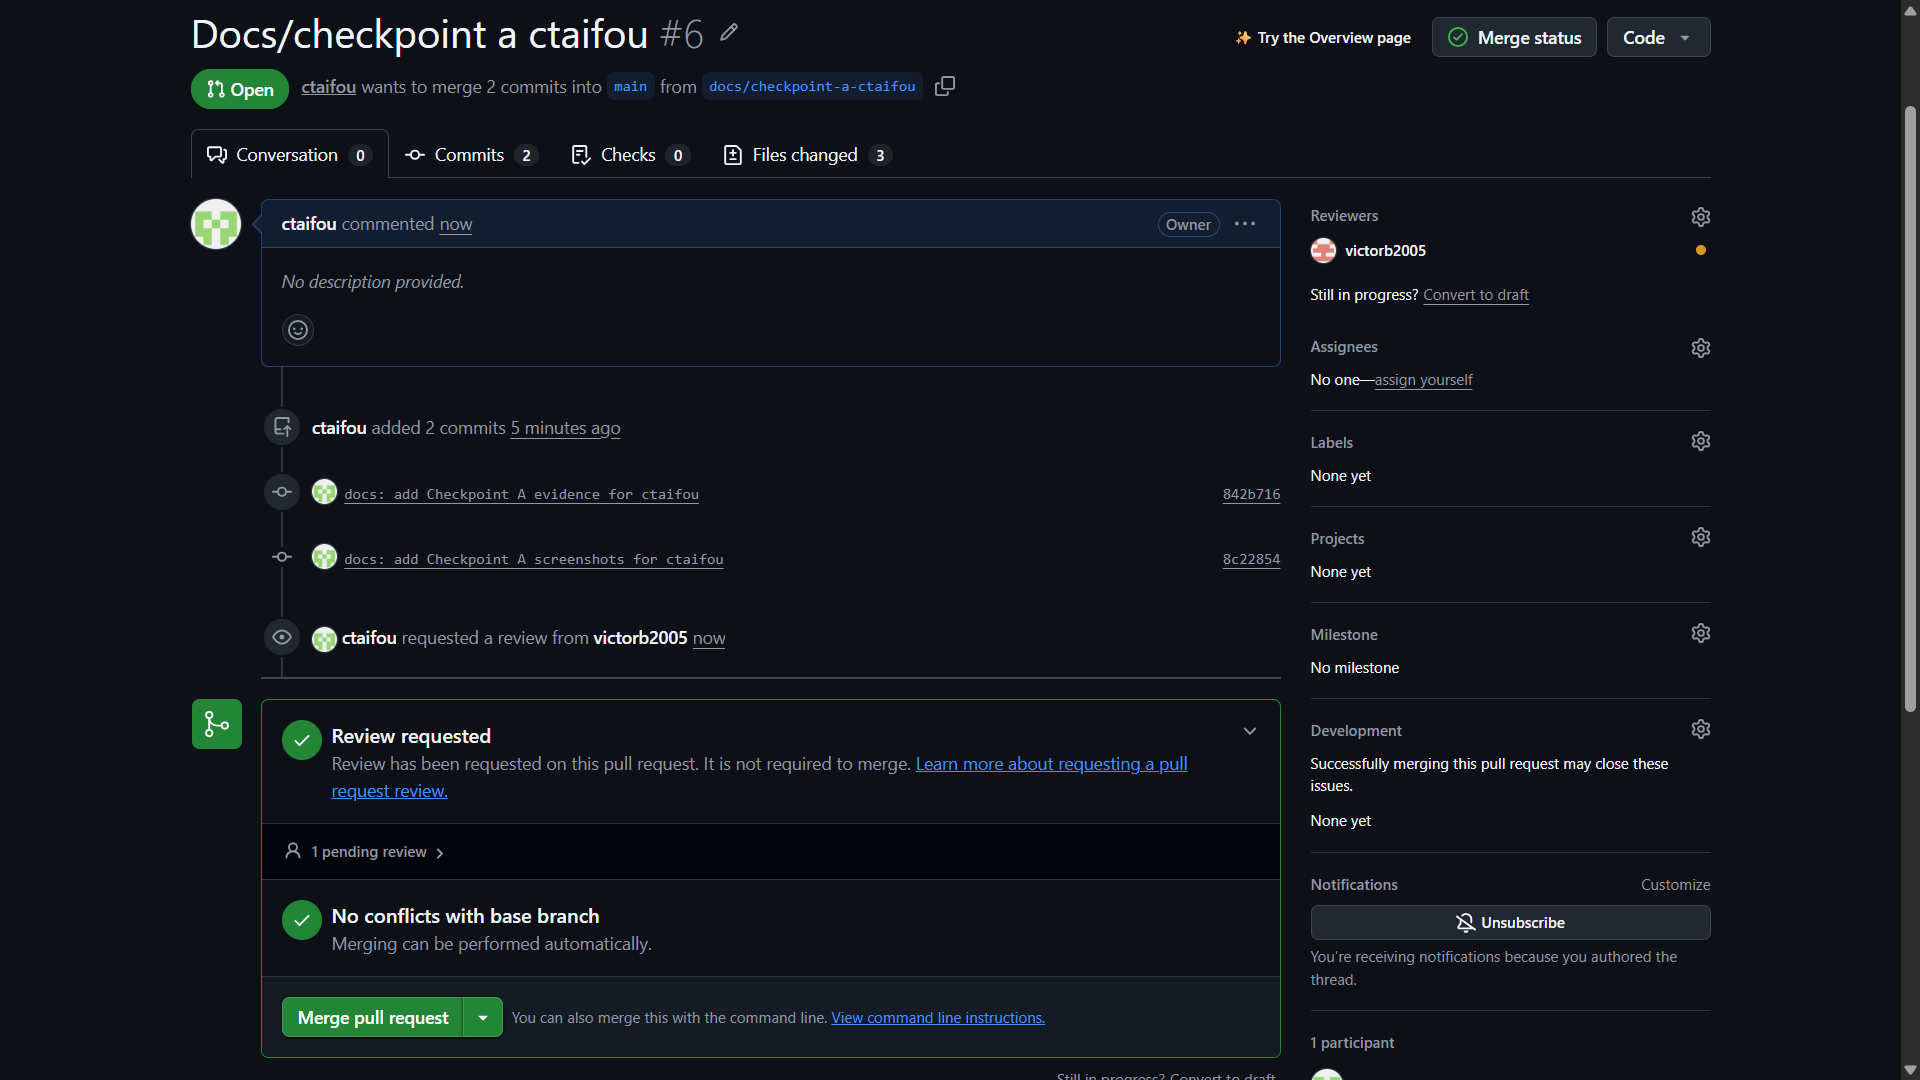 Docs/checkpoint a ctaifou #6
Try the Overview page
Merge status
Code
Open
ctaifou wants to merge 2 commits into main from docs/checkpoint-a-ctaifou
Conversation 0
Commits 2
Checks 0
Files changed 3
ctaifou commented now
Owner
No description provided.
ctaifou added 2 commits 5 minutes ago
docs: add Checkpoint A evidence for ctaifou
842b716
docs: add Checkpoint A screenshots for ctaifou
8c22854
ctaifou requested a review from victorb2005 now
Review requested
Review has been requested on this pull request. It is not required to merge. Learn more about requesting a pull
request review.
1 pending review
No conflicts with base branch
Merging can be performed automatically.
Merge pull request
You can also merge this with the command line. View command line instructions.
Still in progress? Convert to draft
Reviewers
victorb2005
Still in progress? Convert to draft
Assignees
No one—assign yourself
Labels
None yet
Projects
None yet
Milestone
No milestone
Development
Successfully merging this pull request may close these
issues.
None yet
Notifications
Customize
Unsubscribe
You're receiving notifications because you authored the
thread.
1 participant